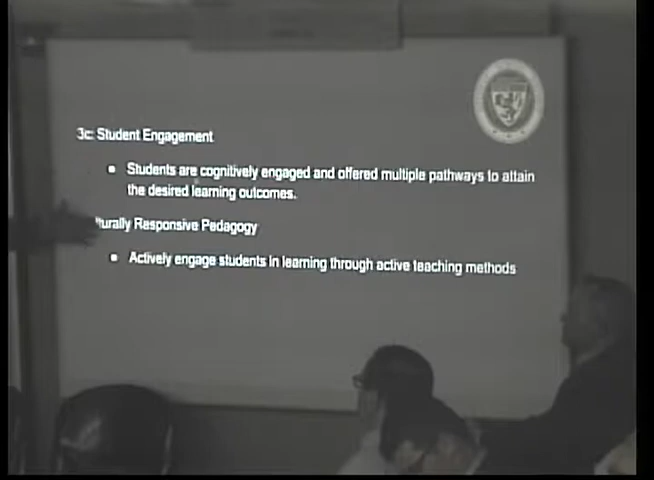 3c: Student Engagement
Students are cognitively engaged and offered multiple pathways to attain
the desired learning outcomes.
turally Responsive Pedagogy
Actively engage students in learning through active teaching methods